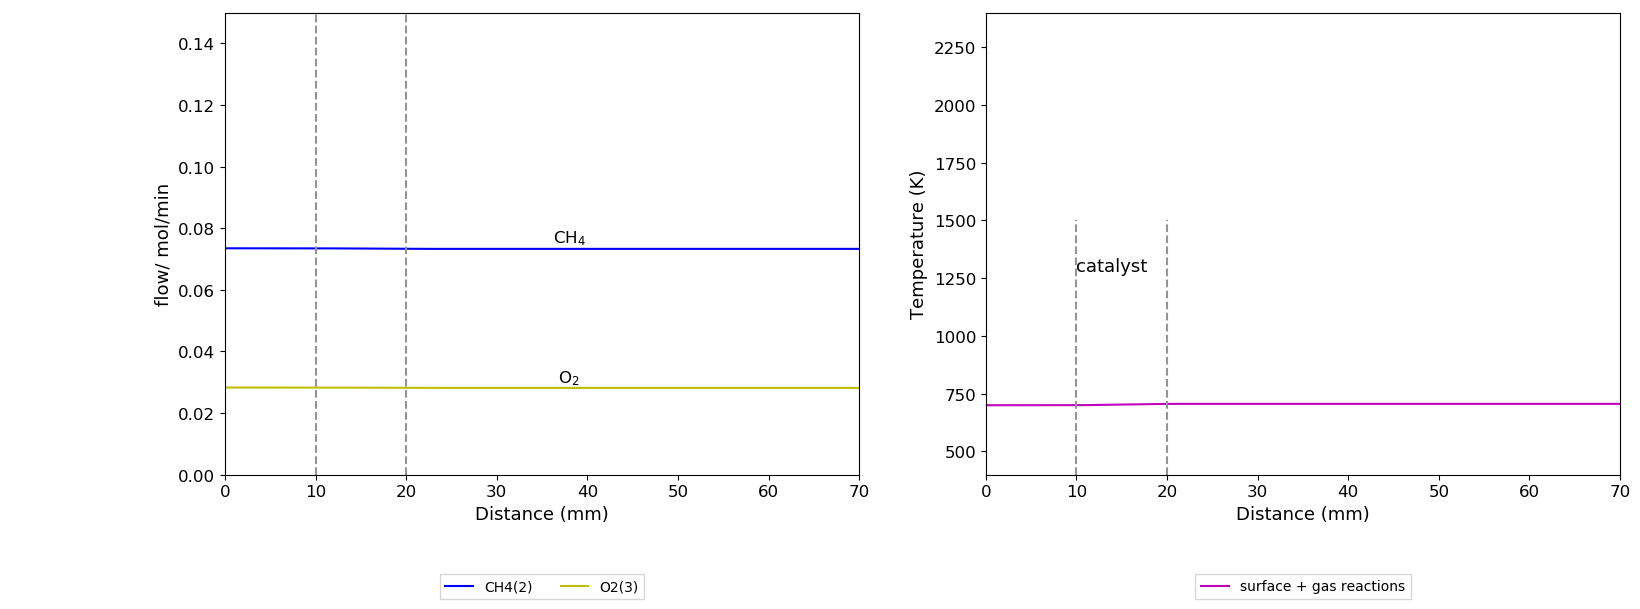 0.14
0.12
0.10
0.08
0.06
0.04
0.02
0.00
flow/ mol/min
CH₄
O₂
0 10 20 30 40 50 60 70
Distance (mm)
CH4(2) O2(3)
2250
2000
1750
1500
1250
1000
750
500
Temperature (K)
catalyst
0 10 20 30 40 50 60 70
Distance (mm)
surface + gas reactions